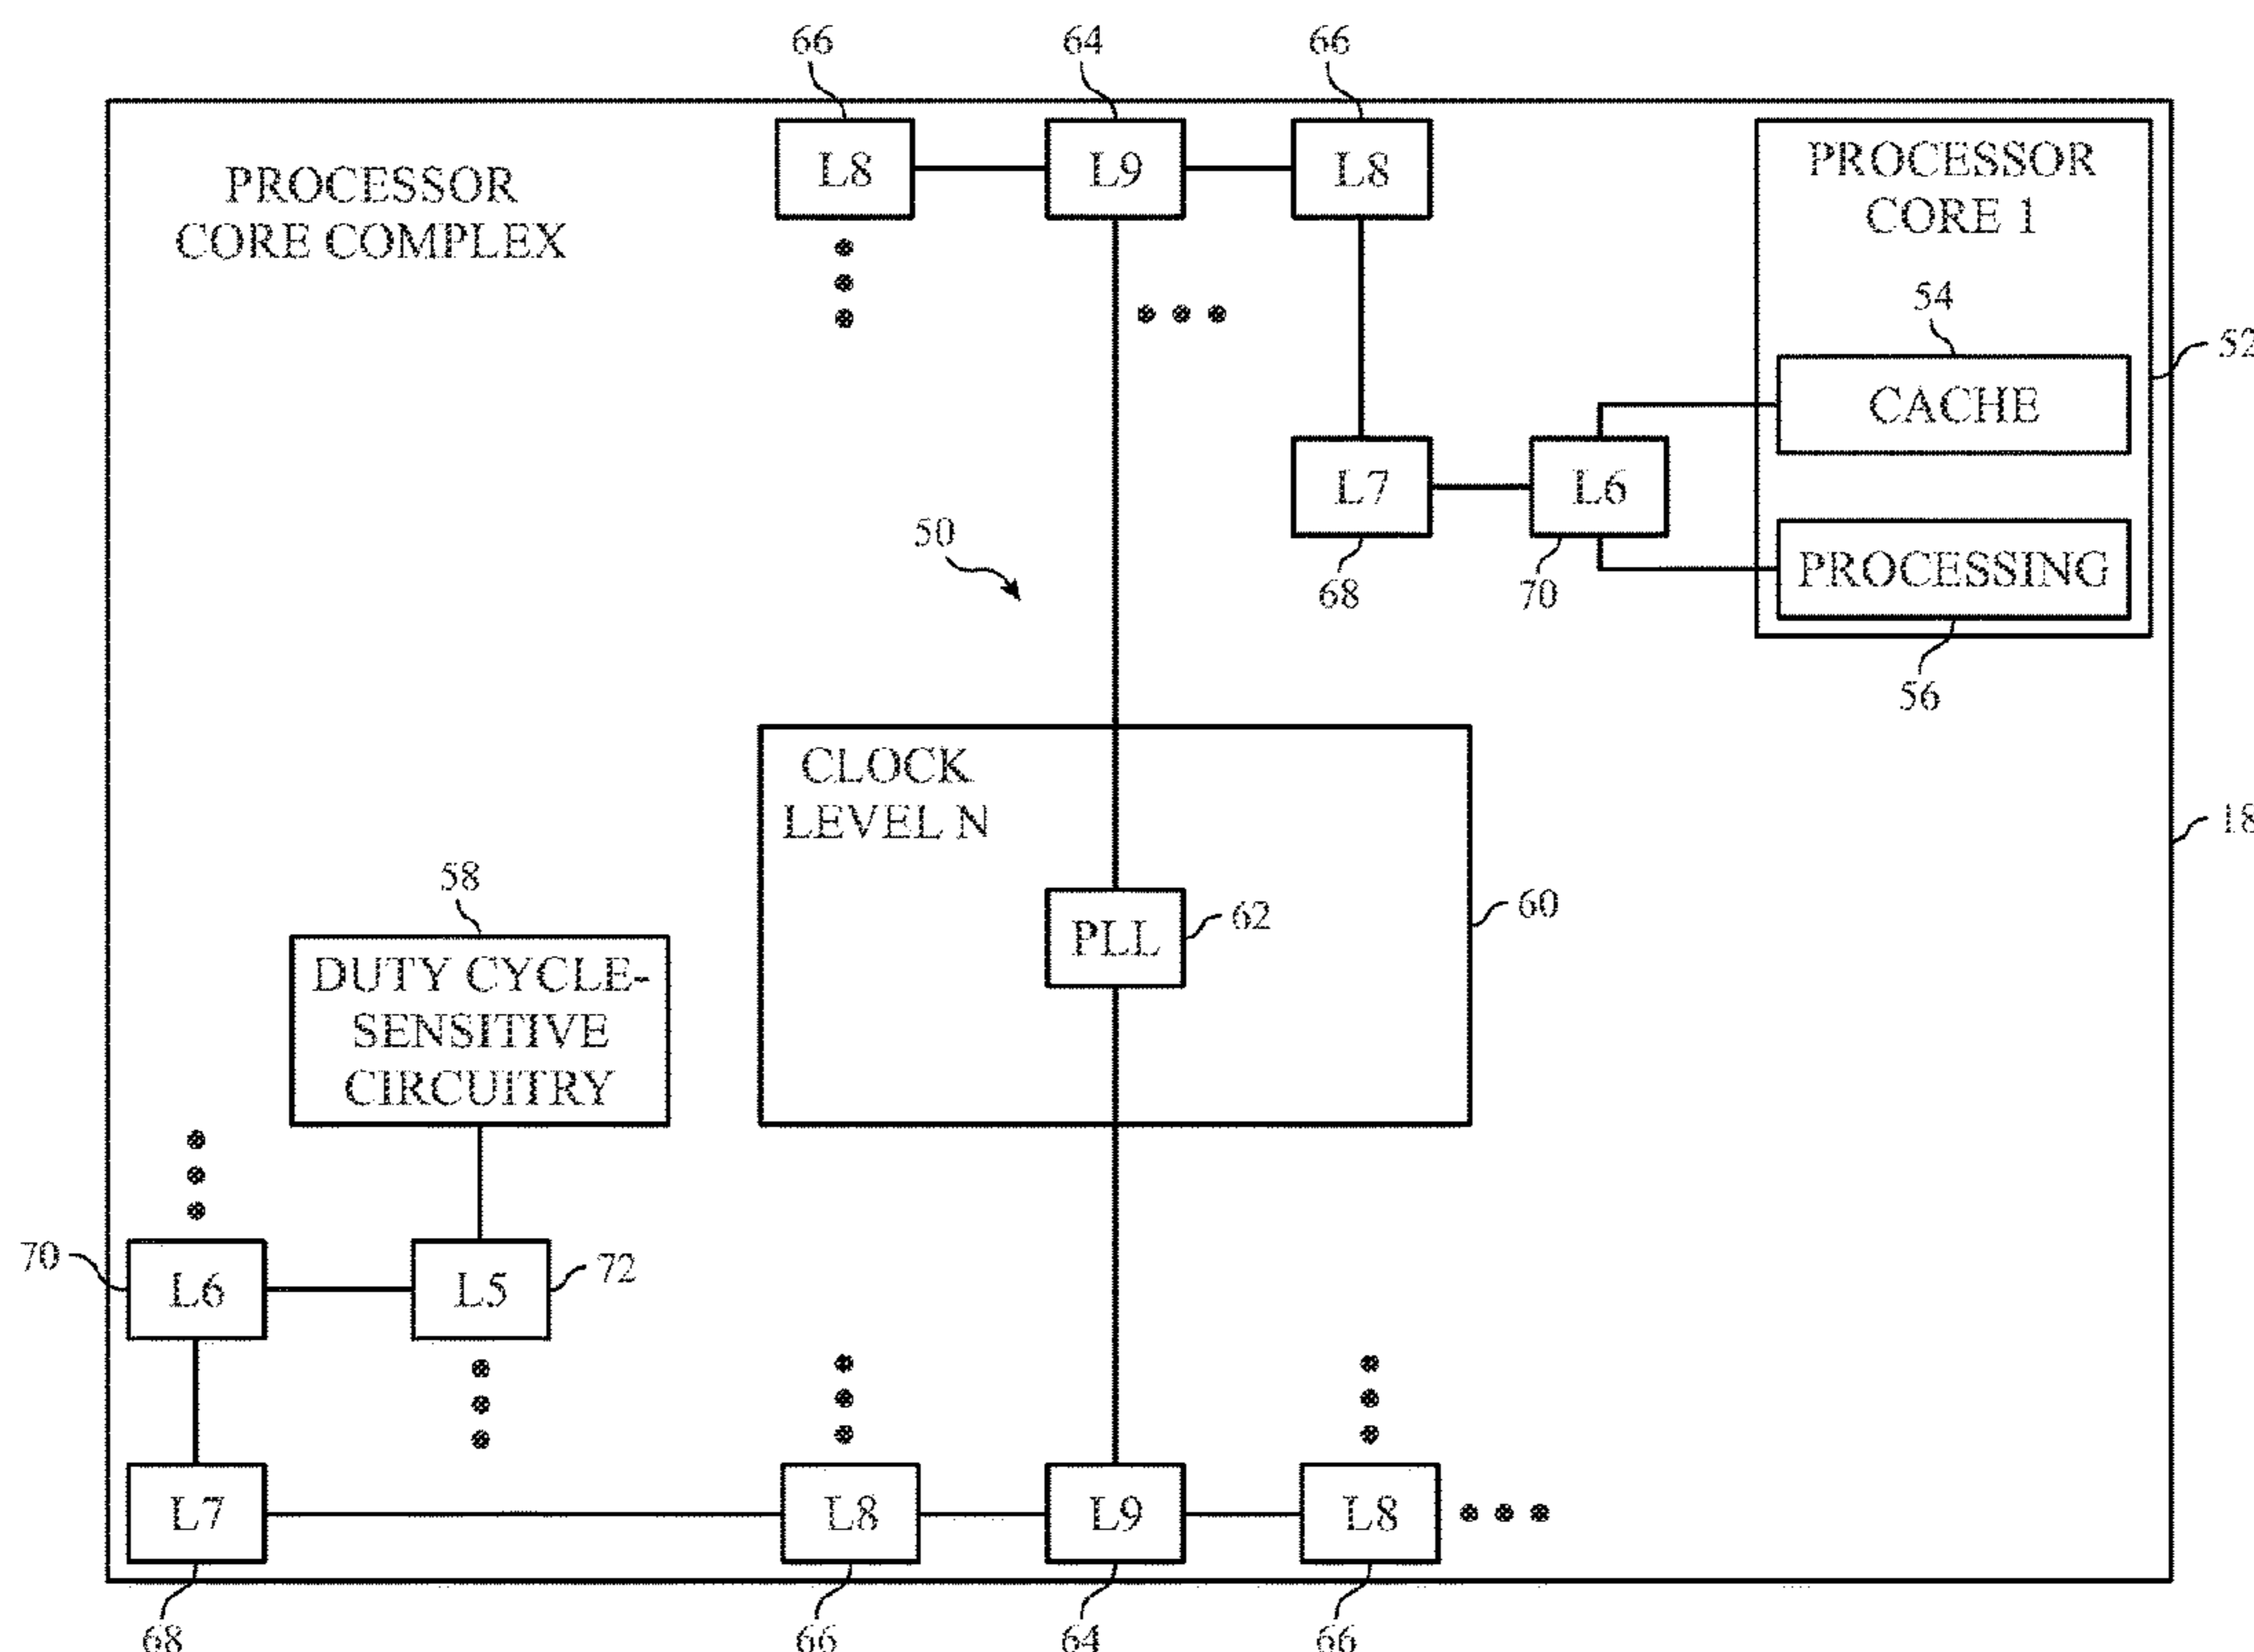 66
64
66
PROCESSOR
CORE COMPLEX
L8
L9
L8
PROCESSOR
CORE 1
54
52
CACHE
L7
L6
50
PROCESSING
68
70
56
CLOCK
LEVEL N
18
58
PLL
62
60
DUTY CYCLE-
SENSITIVE
CIRCUITRY
70
L6
L5
72
L7
L8
L9
L8
68
66
64
66